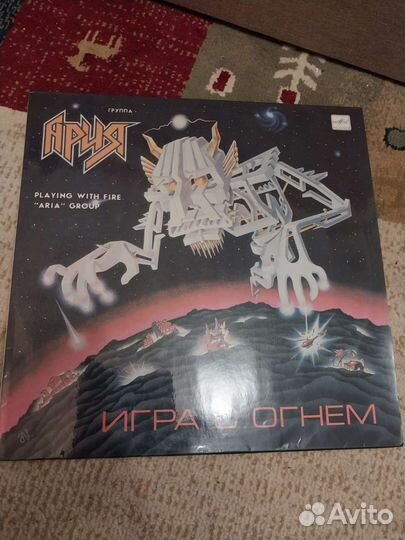 ГРУППА
АРИЯ
PLAYING WITH FIRE
"ARIA" GROUP
ИГРА С ОГНЕМ
Avito